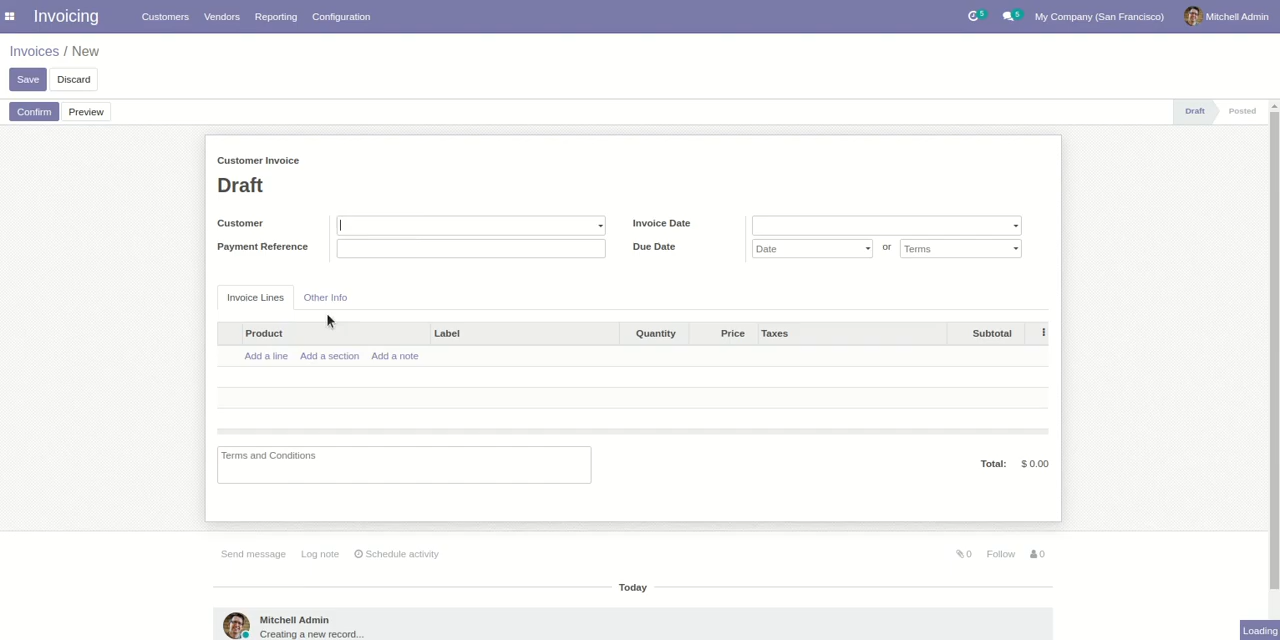 Invoicing Customers Vendors Reporting Configuration 5 5 My Company (San Francisco) Mitchell Admin
Invoices / New
Save Discard
Confirm Preview Draft Posted
Customer Invoice
Draft
Customer Invoice Date
Payment Reference Due Date Date or Terms
Invoice Lines Other Info
Product Label Quantity Price Taxes Subtotal
Add a line Add a section Add a note
Terms and Conditions
Total: $ 0.00
Send message Log note Schedule activity 0 Follow 0
Today
Mitchell Admin
Creating a new record...
Loading